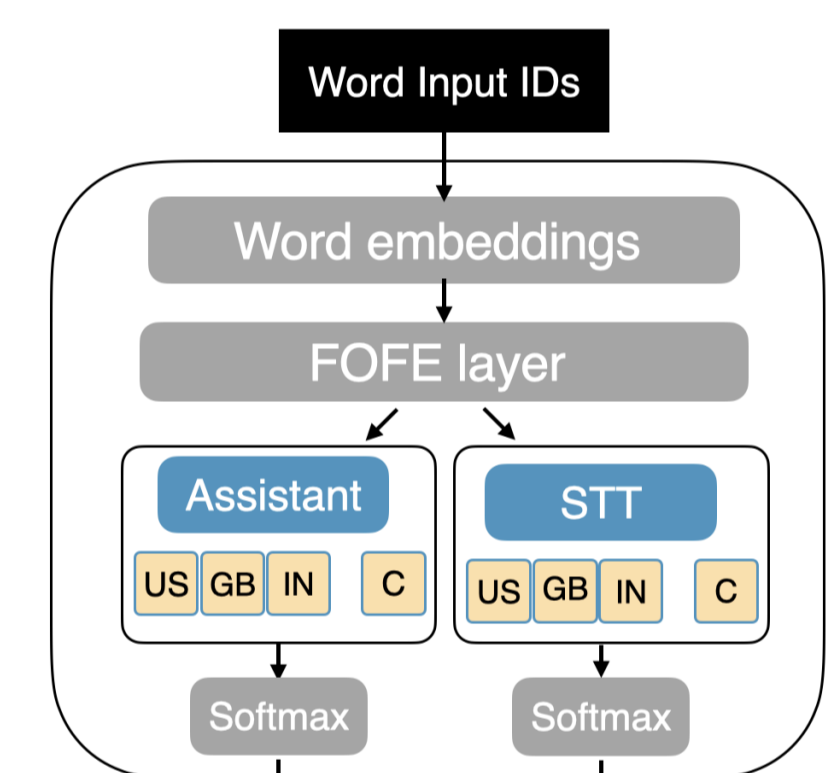 Word Input IDs
Word embeddings
FOFE layer
Assistant
US GB IN C
STT
US GB IN C
Softmax
Softmax